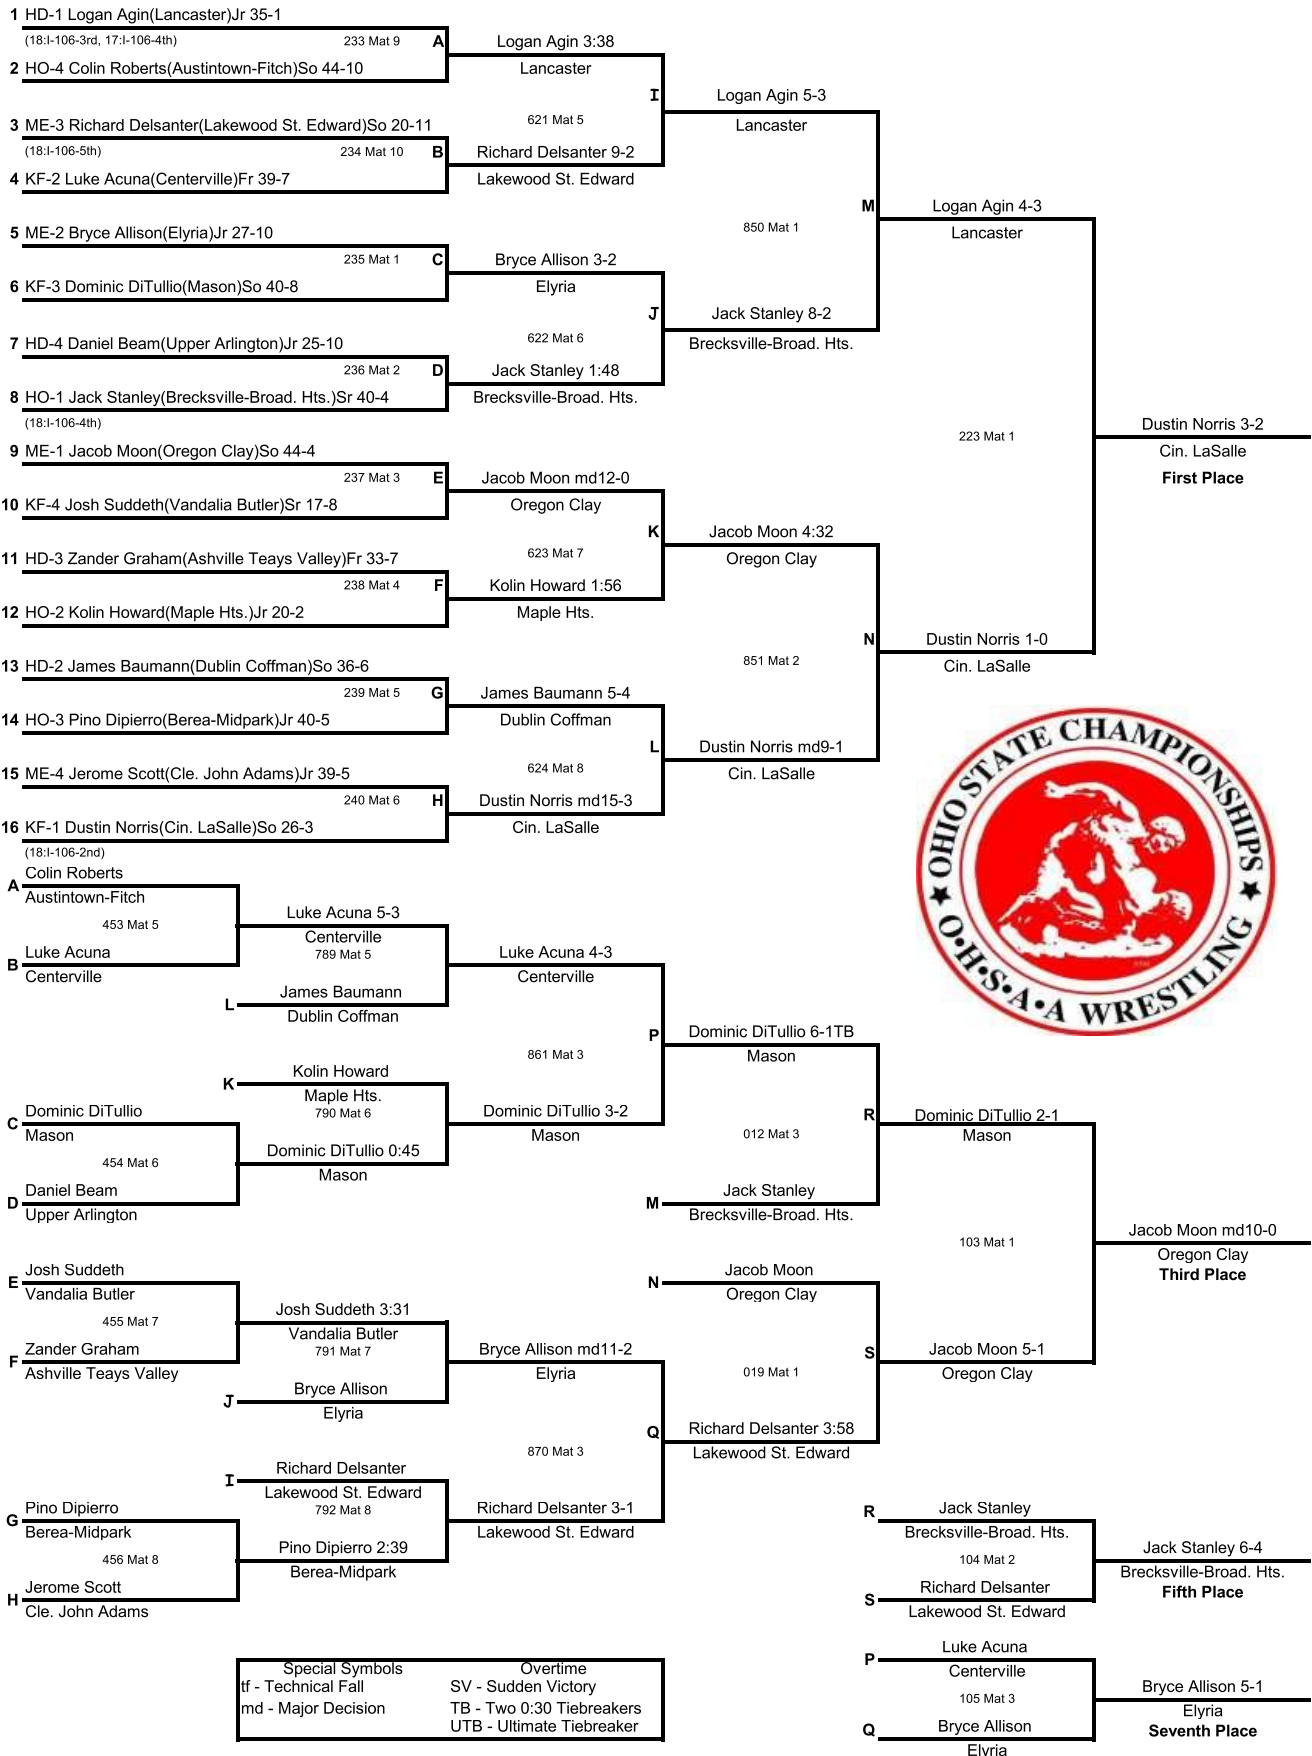 1 HD-1 Logan Agin(Lancaster)Jr 35-1
(18:I-106-3rd, 17:I-106-4th)
233 Mat 9 A
2 HO-4 Colin Roberts(Austintown-Fitch)So 44-10
3 ME-3 Richard Delsanter(Lakewood St. Edward)So 20-11
(18:I-106-5th)
234 Mat 10 B
4 KF-2 Luke Acuna(Centerville)Fr 39-7
5 ME-2 Bryce Allison(Elyria)Jr 27-10
235 Mat 1 C
6 KF-3 Dominic DiTullio(Mason)So 40-8
7 HD-4 Daniel Beam(Upper Arlington)Jr 25-10
236 Mat 2 D
8 HO-1 Jack Stanley(Brecksville-Broad. Hts.)Sr 40-4
(18:I-106-4th)
9 ME-1 Jacob Moon(Oregon Clay)So 44-4
237 Mat 3 E
10 KF-4 Josh Suddeth(Vandalia Butler)Sr 17-8
11 HD-3 Zander Graham(Ashville Teays Valley)Fr 33-7
238 Mat 4 F
12 HO-2 Kolin Howard(Maple Hts.)Jr 20-2
13 HD-2 James Baumann(Dublin Coffman)So 36-6
239 Mat 5 G
14 HO-3 Pino Dipierro(Berea-Midpark)Jr 40-5
15 ME-4 Jerome Scott(Cle. John Adams)Jr 39-5
240 Mat 6 H
16 KF-1 Dustin Norris(Cin. LaSalle)So 26-3
(18:I-106-2nd)
Logan Agin 3:38
Lancaster
621 Mat 5 I
Richard Delsanter 9-2
Lakewood St. Edward
Bryce Allison 3-2
Elyria
622 Mat 6 J
Jack Stanley 1:48
Brecksville-Broad. Hts.
Jacob Moon md12-0
Oregon Clay
623 Mat 7 K
Kolin Howard 1:56
Maple Hts.
James Baumann 5-4
Dublin Coffman
624 Mat 8 L
Dustin Norris md15-3
Cin. LaSalle
Logan Agin 5-3
Lancaster
850 Mat 1 M
Jack Stanley 8-2
Brecksville-Broad. Hts.
Jacob Moon 4:32
Oregon Clay
851 Mat 2 N
Dustin Norris md9-1
Cin. LaSalle
Logan Agin 4-3
Lancaster
223 Mat 1
Dustin Norris 1-0
Cin. LaSalle
Dustin Norris 3-2
Cin. LaSalle
First Place
OHIO STATE CHAMPIONSHIPS
O•H•S•A•A WRESTLING
A Colin Roberts
Austintown-Fitch
453 Mat 5
B Luke Acuna
Centerville
Luke Acuna 5-3
Centerville
789 Mat 5
L James Baumann
Dublin Coffman
K Kolin Howard
Maple Hts.
790 Mat 6
C Dominic DiTullio
Mason
454 Mat 6
D Daniel Beam
Upper Arlington
Dominic DiTullio 0:45
Mason
Luke Acuna 4-3
Centerville
861 Mat 3 P
Dominic DiTullio 3-2
Mason
Dominic DiTullio 6-1TB
Mason
012 Mat 3 R
M Jack Stanley
Brecksville-Broad. Hts.
E Josh Suddeth
Vandalia Butler
455 Mat 7
F Zander Graham
Ashville Teays Valley
Josh Suddeth 3:31
Vandalia Butler
791 Mat 7
J Bryce Allison
Elyria
I Richard Delsanter
Lakewood St. Edward
792 Mat 8
G Pino Dipierro
Berea-Midpark
456 Mat 8
H Jerome Scott
Cle. John Adams
Pino Dipierro 2:39
Berea-Midpark
Bryce Allison md11-2
Elyria
870 Mat 3 Q
Richard Delsanter 3-1
Lakewood St. Edward
N Jacob Moon
Oregon Clay
019 Mat 1 S
Richard Delsanter 3:58
Lakewood St. Edward
Dominic DiTullio 2-1
Mason
103 Mat 1
Jacob Moon 5-1
Oregon Clay
Jacob Moon md10-0
Oregon Clay
Third Place
R Jack Stanley
Brecksville-Broad. Hts.
104 Mat 2
S Richard Delsanter
Lakewood St. Edward
Jack Stanley 6-4
Brecksville-Broad. Hts.
Fifth Place
P Luke Acuna
Centerville
105 Mat 3
Q Bryce Allison
Elyria
Bryce Allison 5-1
Elyria
Seventh Place
Special Symbols
tf - Technical Fall
md - Major Decision
Overtime
SV - Sudden Victory
TB - Two 0:30 Tiebreakers
UTB - Ultimate Tiebreaker